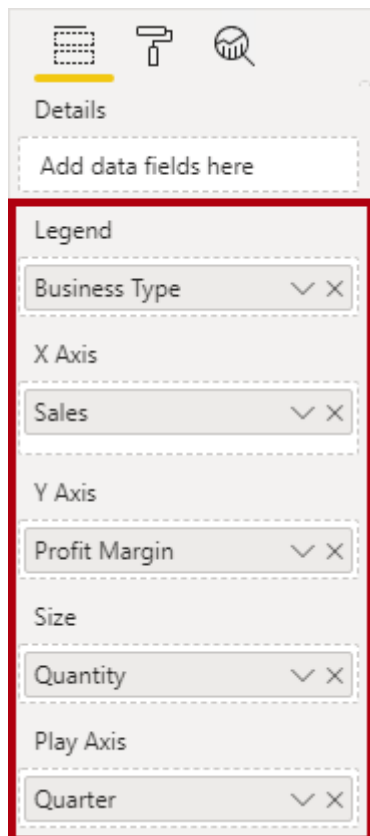 Details
Add data fields here
Legend
Business Type
X Axis
Sales
Y Axis
Profit Margin
Size
Quantity
Play Axis
Quarter